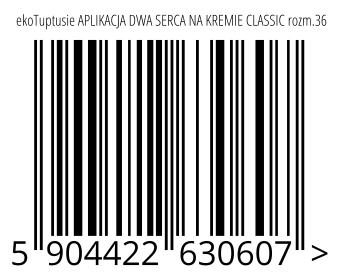 ekoTuptusie APLIKACJA DWA SERCA NA KREMIE CLASSIC rozm.36
5 904422 630607 >